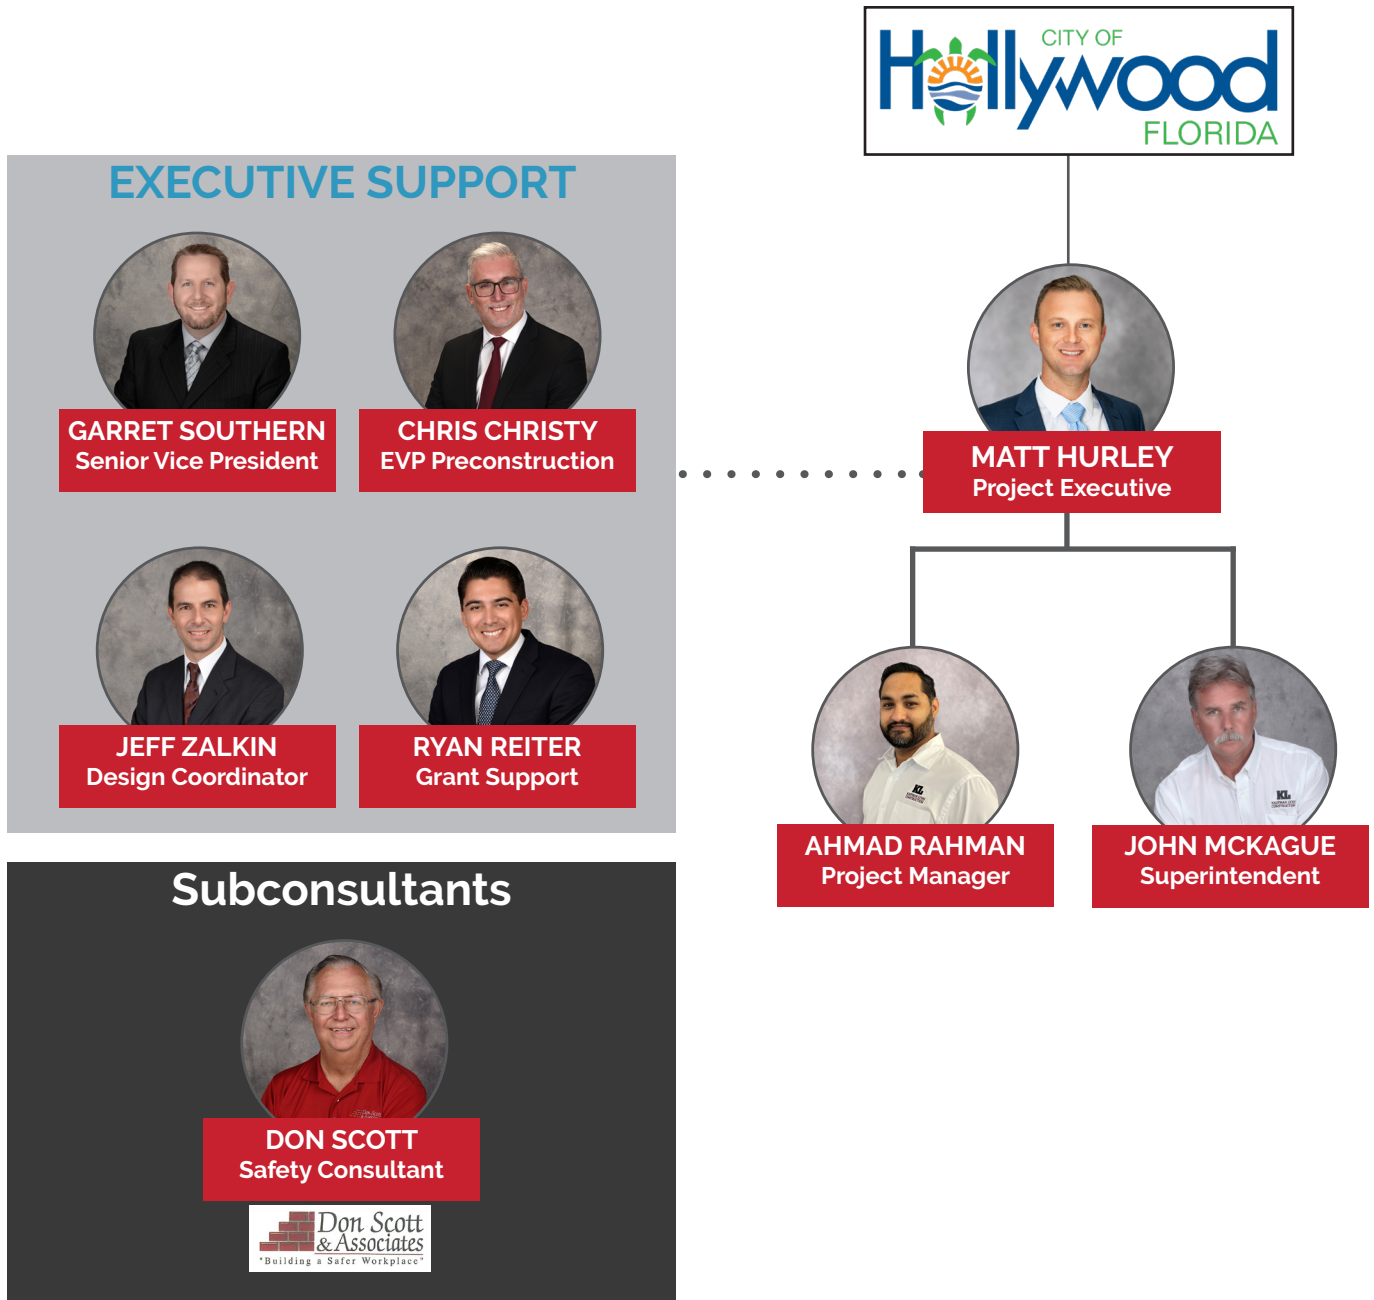 CITY OF
Hollywood
FLORIDA
EXECUTIVE SUPPORT
GARRET SOUTHERN
Senior Vice President
CHRIS CHRISTY
EVP Preconstruction
MATT HURLEY
Project Executive
JEFF ZALKIN
Design Coordinator
RYAN REITER
Grant Support
KL
KL
AHMAD RAHMAN
Project Manager
JOHN MCKAGUE
Superintendent
Subconsultants
DON SCOTT
Safety Consultant
Don Scott
& Associates
"Building a Safer Workplace"